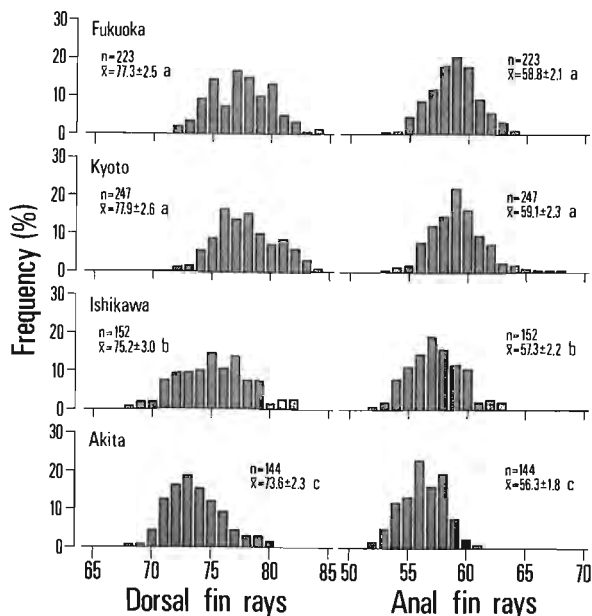 Fukuoka
30
20
10
0
n=223
x̄=77.3±2.5 a
n=223
x̄=58.8±2.1 a
Kyoto
30
20
10
0
n=247
x̄=77.9±2.6 a
n=247
x̄=59.1±2.3 a
Ishikawa
30
20
10
0
n=152
x̄=75.2±3.0 b
n=152
x̄=57.3±2.2 b
Akita
30
20
10
0
n=144
x̄=73.6±2.3 c
n=144
x̄=56.3±1.8 c
Frequency (%)
65 70 75 80 85 50 55 60 70
Dorsal fin rays
Anal fin rays